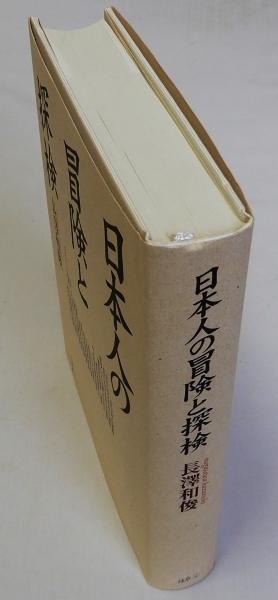 日本人の
冒険と
探検
日本人の冒険と探検
長澤和俊